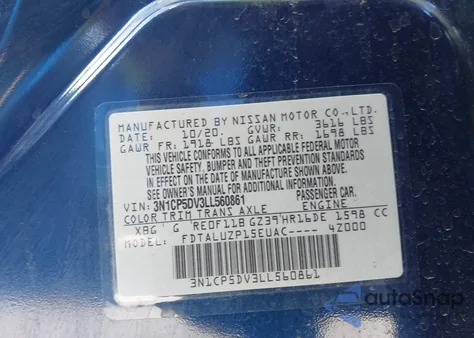 MANUFACTURED BY NISSAN MOTOR CO.,LTD.
DATE: 10/20. GVWR: 3616 LBS
GAWR FR: 1918 LBS GAWR RR: 1698 LBS
THIS VEHICLE CONFORMS TO ALL APPLICABLE FEDERAL MOTOR
VEHICLE SAFETY, BUMPER AND THEFT PREVENTION STANDARDS
IN EFFECT ON THE DATE OF MANUFACTURE SHOWN ABOVE.
SEE OWNER'S MANUAL FOR ADDITIONAL INFORMATION.
VIN: 3N1CP5DV3LL560861 PASSENGER CAR.
COLOR TRIM TRANS AXLE ENGINE
XBG G RE0F11B GZ39 HR16DE 1598 CC
MODEL: FDTALUZP15EUAC---- 4Z000
3N1CP5DV3LL560861
autoSnap